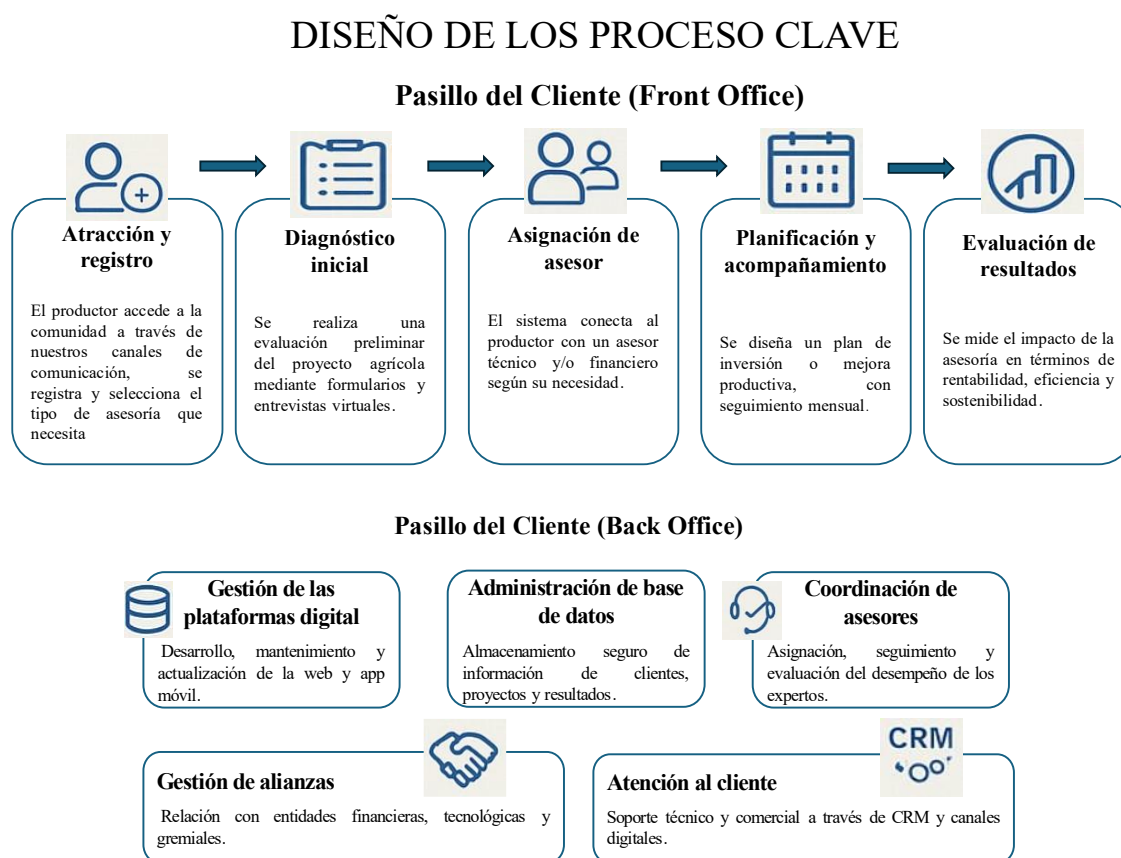 DISEÑO DE LOS PROCESO CLAVE
Pasillo del Cliente (Front Office)
Atracción y
registro
El productor accede a la
comunidad a través de
nuestros canales de
comunicación, se
registra y selecciona el
tipo de asesoría que
necesita
Diagnóstico
inicial
Se realiza una
evaluación preliminar
del proyecto agrícola
mediante formularios y
entrevistas virtuales.
Asignación de
asesor
El sistema conecta al
productor con un asesor
técnico y/o financiero
según su necesidad.
Planificación y
acompañamiento
Se diseña un plan de
inversión o mejora
productiva, con
seguimiento mensual.
Evaluación de
resultados
Se mide el impacto de la
asesoría en términos de
rentabilidad, eficiencia y
sostenibilidad.
Pasillo del Cliente (Back Office)
Gestión de las
plataformas digital
Desarrollo, mantenimiento y
actualización de la web y app
móvil.
Administración de base
de datos
Almacenamiento seguro de
información de clientes,
proyectos y resultados.
Coordinación de
asesores
Asignación, seguimiento y
evaluación del desempeño de los
expertos.
Gestión de alianzas
Relación con entidades financieras, tecnológicas y
gremiales.
CRM
Atención al cliente
Soporte técnico y comercial a través de CRM y canales
digitales.